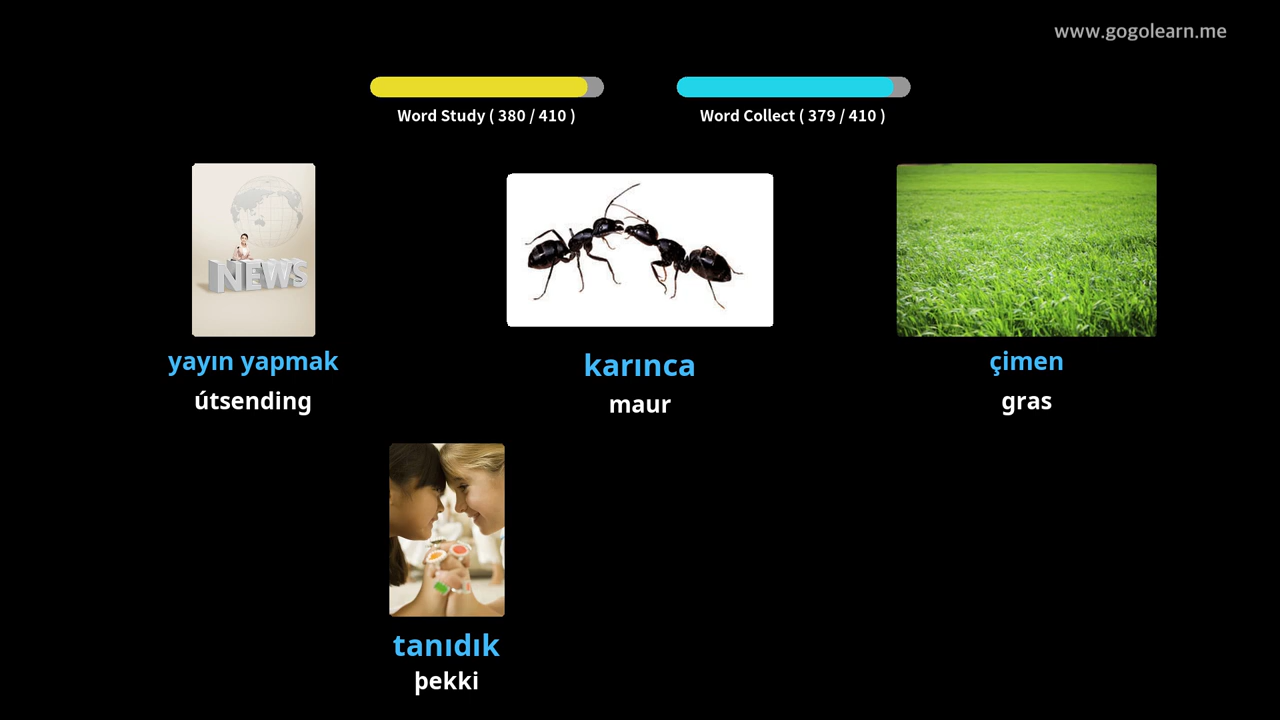 www.gogolearn.me
Word Study ( 380 / 410 )
Word Collect ( 379 / 410 )
NEWS
yayın yapmak
útsending
karınca
maur
çimen
gras
tanıdık
þekki